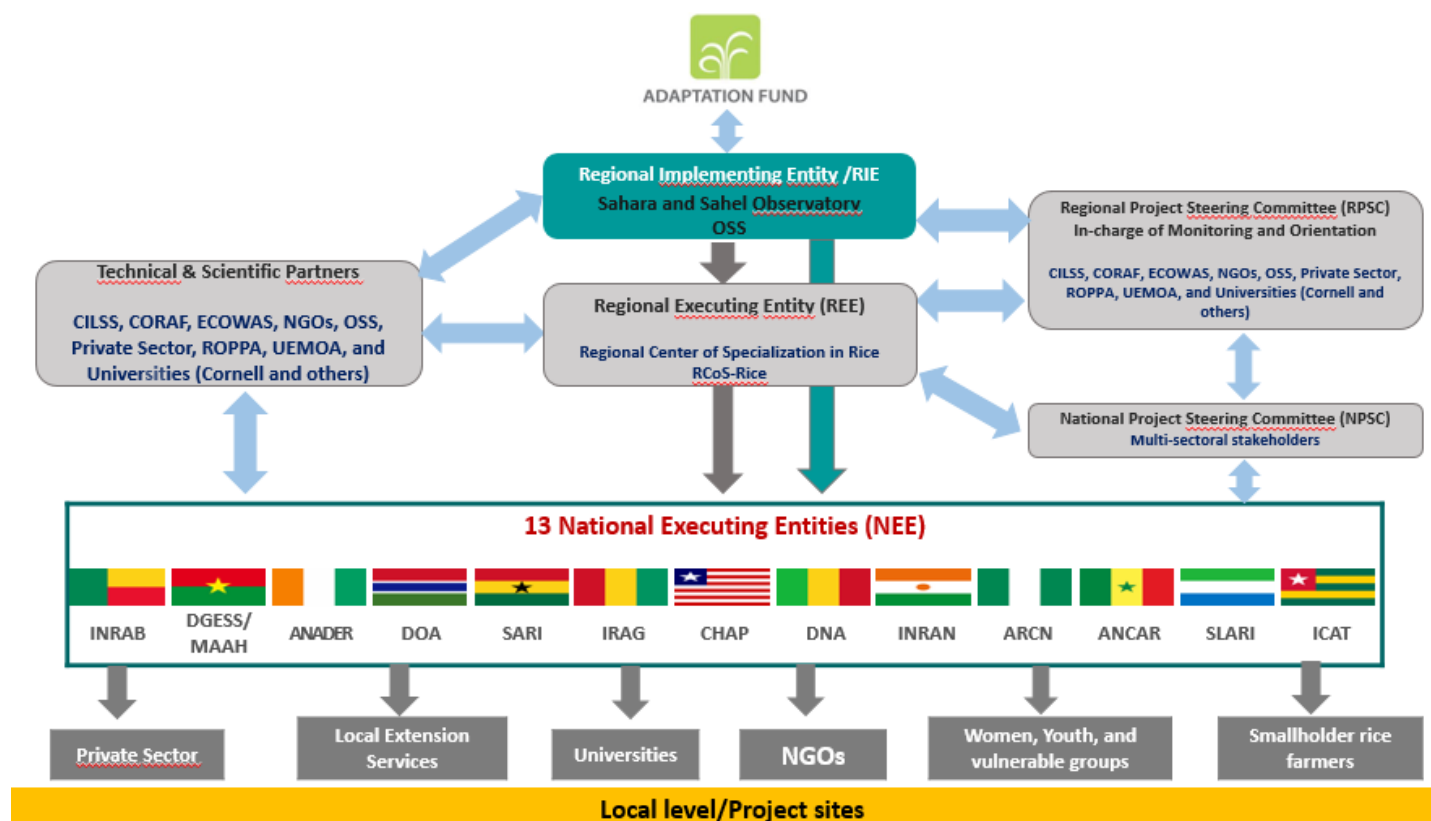 ADAPTATION FUND
Regional Implementing Entity /RIE
Sahara and Sahel Observatory
OSS
Regional Project Steering Committee (RPSC)
In-charge of Monitoring and Orientation
CILSS, CORAF, ECOWAS, NGOs, OSS, Private Sector,
ROPPA, UEMOA, and Universities (Cornell and
others)
Technical & Scientific Partners
CILSS, CORAF, ECOWAS, NGOs, OSS,
Private Sector, ROPPA, UEMOA, and
Universities (Cornell and others)
Regional Executing Entity (REE)
Regional Center of Specialization in Rice
RCoS-Rice
National Project Steering Committee (NPSC)
Multi-sectoral stakeholders
13 National Executing Entities (NEE)
INRAB
DGESS/
MAAH
ANADER
DOA
SARI
IRAG
CHAP
DNA
INRAN
ARCN
ANCAR
SLARI
ICAT
Private Sector
Local Extension
Services
Universities
NGOs
Women, Youth, and
vulnerable groups
Smallholder rice
farmers
Local level/Project sites